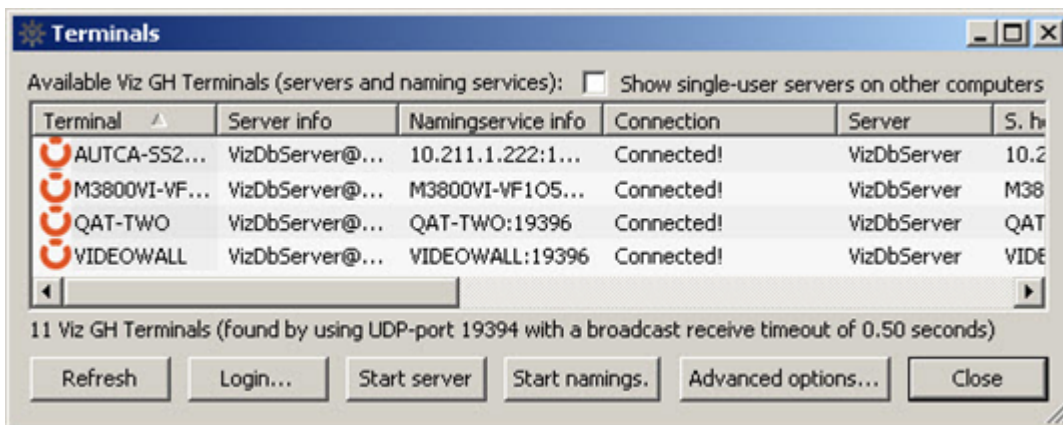 Terminals
Available Viz GH Terminals (servers and naming services): Show single-user servers on other computers
Terminal Server info Namingservice info Connection Server S. h
AUTCA-SS2... VizDbServer@... 10.211.1.222:1... Connected! VizDbServer 10.2
M3800VI-VF... VizDbServer@... M3800VI-VF1O5... Connected! VizDbServer M38
QAT-TWO VizDbServer@... QAT-TWO:19396 Connected! VizDbServer QAT
VIDEOWALL VizDbServer@... VIDEOWALL:19396 Connected! VizDbServer VIDE
11 Viz GH Terminals (found by using UDP-port 19394 with a broadcast receive timeout of 0.50 seconds)
Refresh Login... Start server Start namings. Advanced options... Close